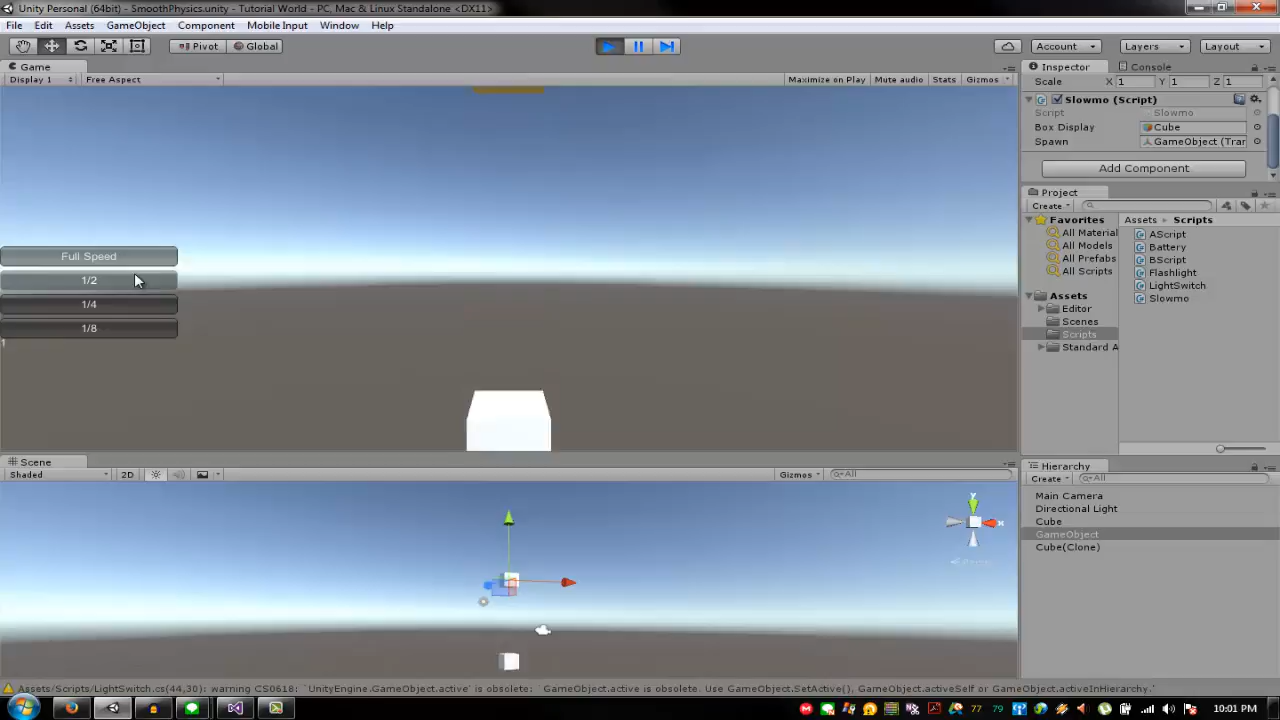 Unity Personal (64bit) - SmoothPhysics.unity - Tutorial World - PC, Mac & Linux Standalone <DX11>
File Edit Assets GameObject Component Mobile Input Window Help
Pivot Global Account Layers Layout
Game
Display 1 Free Aspect Maximize on Play Mute audio Stats Gizmos
Full Speed
1/2
1/4
1/8
1
Scene
Shaded 2D Gizmos All
y
x
Inspector Console
Scale X 1 Y 1 Z 1
Slowmo (Script)
Script Slowmo
Box Display Cube
Spawn GameObject (Tran
Add Component
Project
Create
Favorites
All Material
All Models
All Prefabs
All Scripts
Assets
Editor
Scenes
Scripts
Standard A
Assets Scripts
AScript
Battery
BScript
Flashlight
LightSwitch
Slowmo
Hierarchy
Create All
Main Camera
Directional Light
Cube
GameObject
Cube(Clone)
Assets/Scripts/LightSwitch.cs(44,30): warning CS0618: `UnityEngine.GameObject.active' is obsolete: `GameObject.active is obsolete. Use GameObject.SetActive(), GameObject.activeSelf or GameObject.activeInHierarchy.'
77 79 10:01 PM